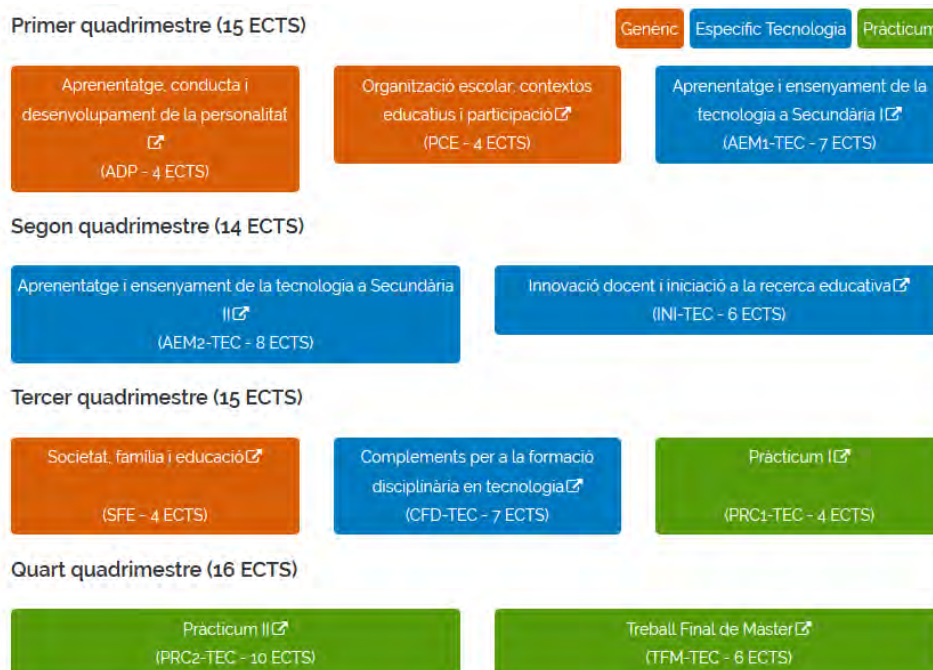 Primer quadrimestre (15 ECTS)
Genèric Específic Tecnologia Pràcticum
Aprenentatge, conducta i
desenvolupament de la personalitat
(ADP - 4 ECTS)
Organització escolar: contextos
educatius i participació
(PCE - 4 ECTS)
Aprenentatge i ensenyament de la
tecnologia a Secundària I
(AEM1-TEC - 7 ECTS)
Segon quadrimestre (14 ECTS)
Aprenentatge i ensenyament de la tecnologia a Secundària
II
(AEM2-TEC - 8 ECTS)
Innovació docent i iniciació a la recerca educativa
(INI-TEC - 6 ECTS)
Tercer quadrimestre (15 ECTS)
Societat, família i educació
(SFE - 4 ECTS)
Complements per a la formació
disciplinària en tecnologia
(CFD-TEC - 7 ECTS)
Pràcticum I
(PRC1-TEC - 4 ECTS)
Quart quadrimestre (16 ECTS)
Pràcticum II
(PRC2-TEC - 10 ECTS)
Treball Final de Màster
(TFM-TEC - 6 ECTS)